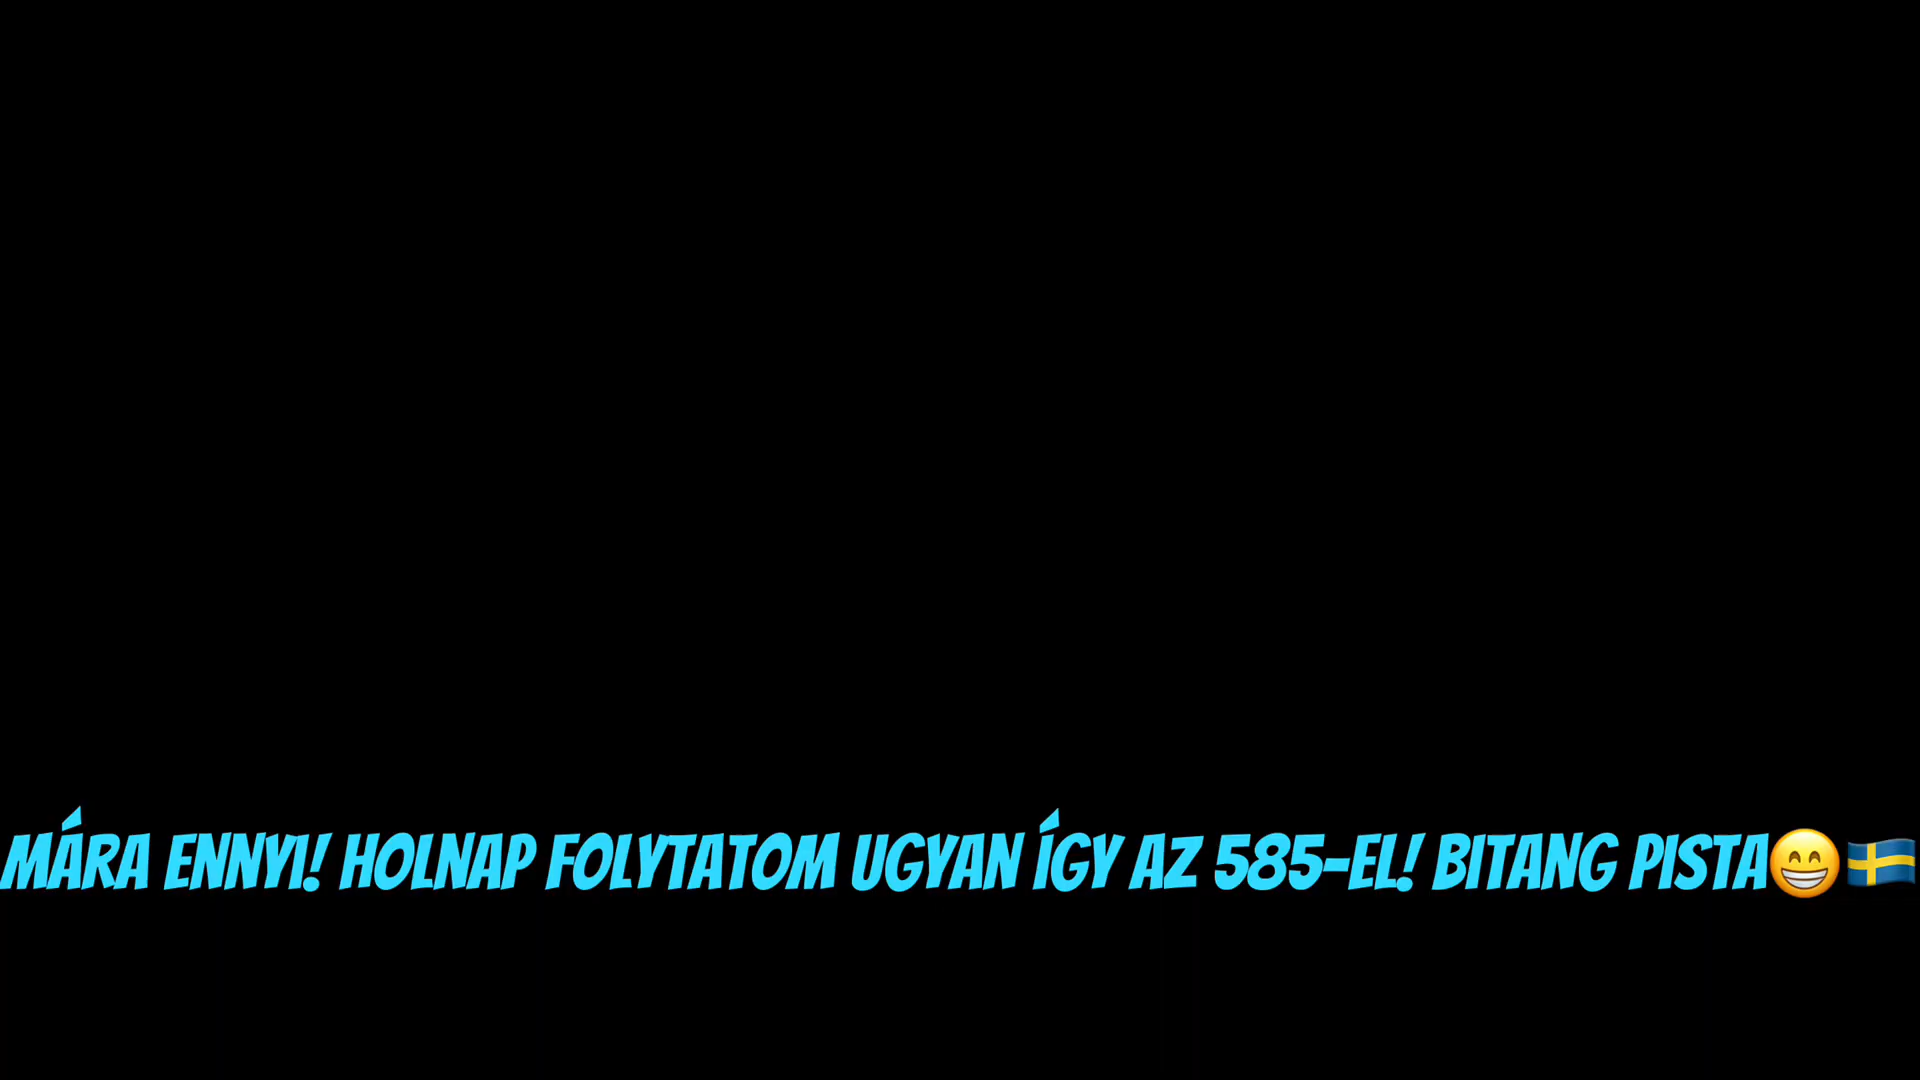 MÁRA ENNYI! HOLNAP FOLYTATOM UGYAN ÍGY AZ 585-EL! BITANG PISTA😁🇸🇪